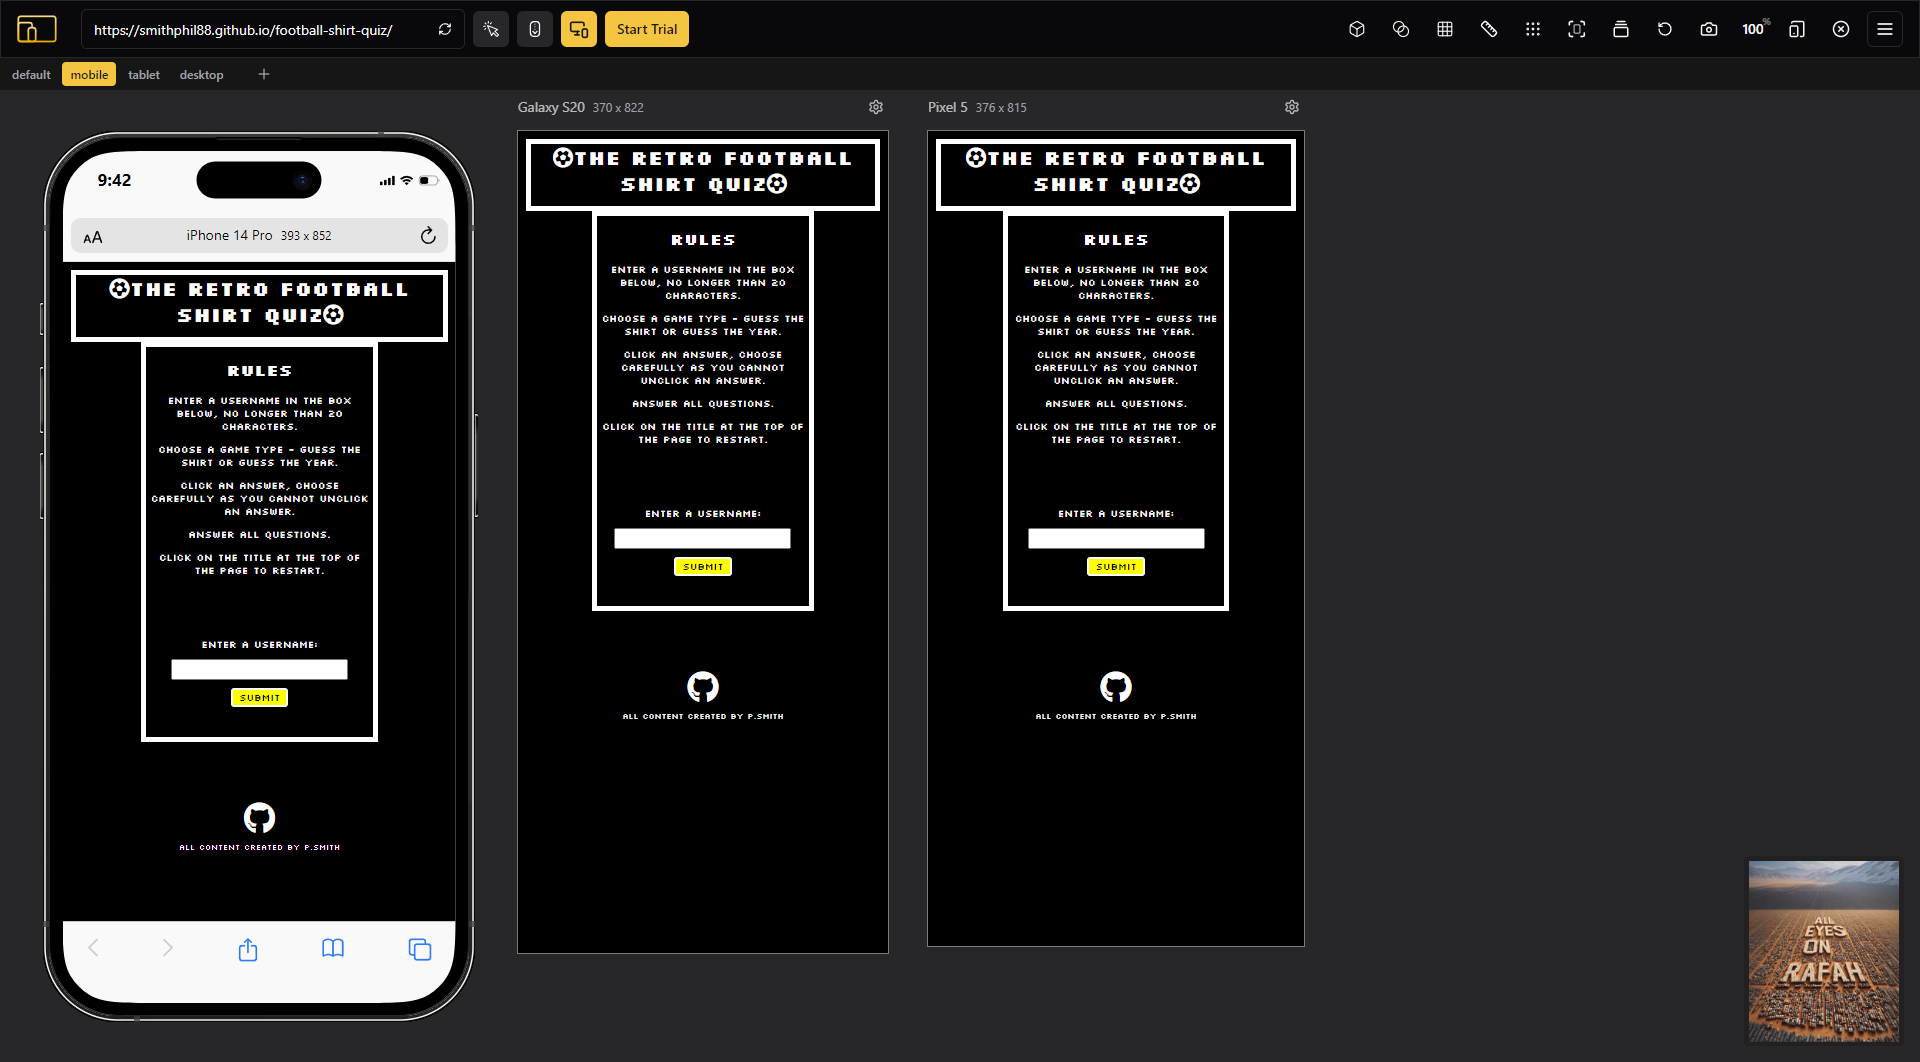 https://smithphil88.github.io/football-shirt-quiz/
Start Trial
100%
default
mobile
tablet
desktop
9:42
AA
iPhone 14 Pro 393 x 852
THE RETRO FOOTBALL
SHIRT QUIZ
RULES
ENTER A USERNAME IN THE BOX
BELOW, NO LONGER THAN 20
CHARACTERS.
CHOOSE A GAME TYPE - GUESS THE
SHIRT OR GUESS THE YEAR.
CLICK AN ANSWER, CHOOSE
CAREFULLY AS YOU CANNOT UNCLICK
AN ANSWER.
ANSWER ALL QUESTIONS.
CLICK ON THE TITLE AT THE TOP OF
THE PAGE TO RESTART.
ENTER A USERNAME:
SUBMIT
ALL CONTENT CREATED BY P.SMITH
Galaxy S20 370 x 822
THE RETRO FOOTBALL
SHIRT QUIZ
RULES
ENTER A USERNAME IN THE BOX
BELOW, NO LONGER THAN 20
CHARACTERS.
CHOOSE A GAME TYPE - GUESS THE
SHIRT OR GUESS THE YEAR.
CLICK AN ANSWER, CHOOSE
CAREFULLY AS YOU CANNOT
UNCLICK AN ANSWER.
ANSWER ALL QUESTIONS.
CLICK ON THE TITLE AT THE TOP OF
THE PAGE TO RESTART.
ENTER A USERNAME:
SUBMIT
ALL CONTENT CREATED BY P.SMITH
Pixel 5 376 x 815
THE RETRO FOOTBALL
SHIRT QUIZ
RULES
ENTER A USERNAME IN THE BOX
BELOW, NO LONGER THAN 20
CHARACTERS.
CHOOSE A GAME TYPE - GUESS THE
SHIRT OR GUESS THE YEAR.
CLICK AN ANSWER, CHOOSE
CAREFULLY AS YOU CANNOT
UNCLICK AN ANSWER.
ANSWER ALL QUESTIONS.
CLICK ON THE TITLE AT THE TOP OF
THE PAGE TO RESTART.
ENTER A USERNAME:
SUBMIT
ALL CONTENT CREATED BY P.SMITH
ALL
EYES
ON
RAFAH